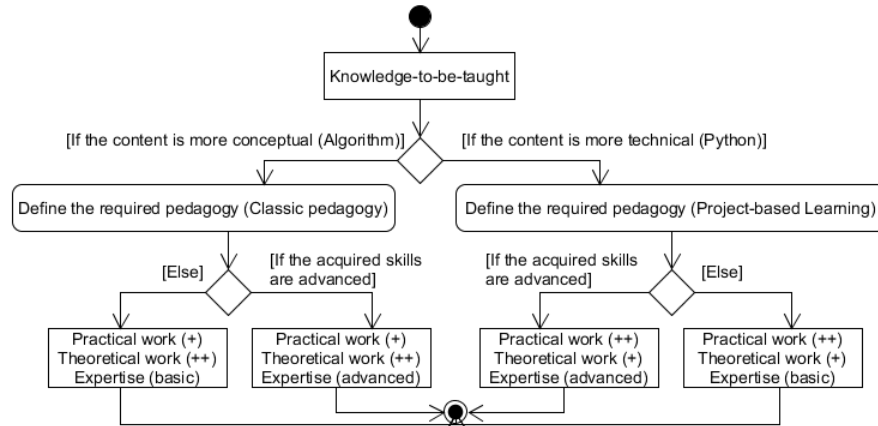 Knowledge-to-be-taught
[If the content is more conceptual (Algorithm)]
[If the content is more technical (Python)]
Define the required pedagogy (Classic pedagogy)
Define the required pedagogy (Project-based Learning)
[Else]
[If the acquired skills
are advanced]
[If the acquired skills
are advanced]
[Else]
Practical work (+)
Theoretical work (++)
Expertise (basic)
Practical work (+)
Theoretical work (++)
Expertise (advanced)
Practical work (++)
Theoretical work (+)
Expertise (advanced)
Practical work (++)
Theoretical work (+)
Expertise (basic)